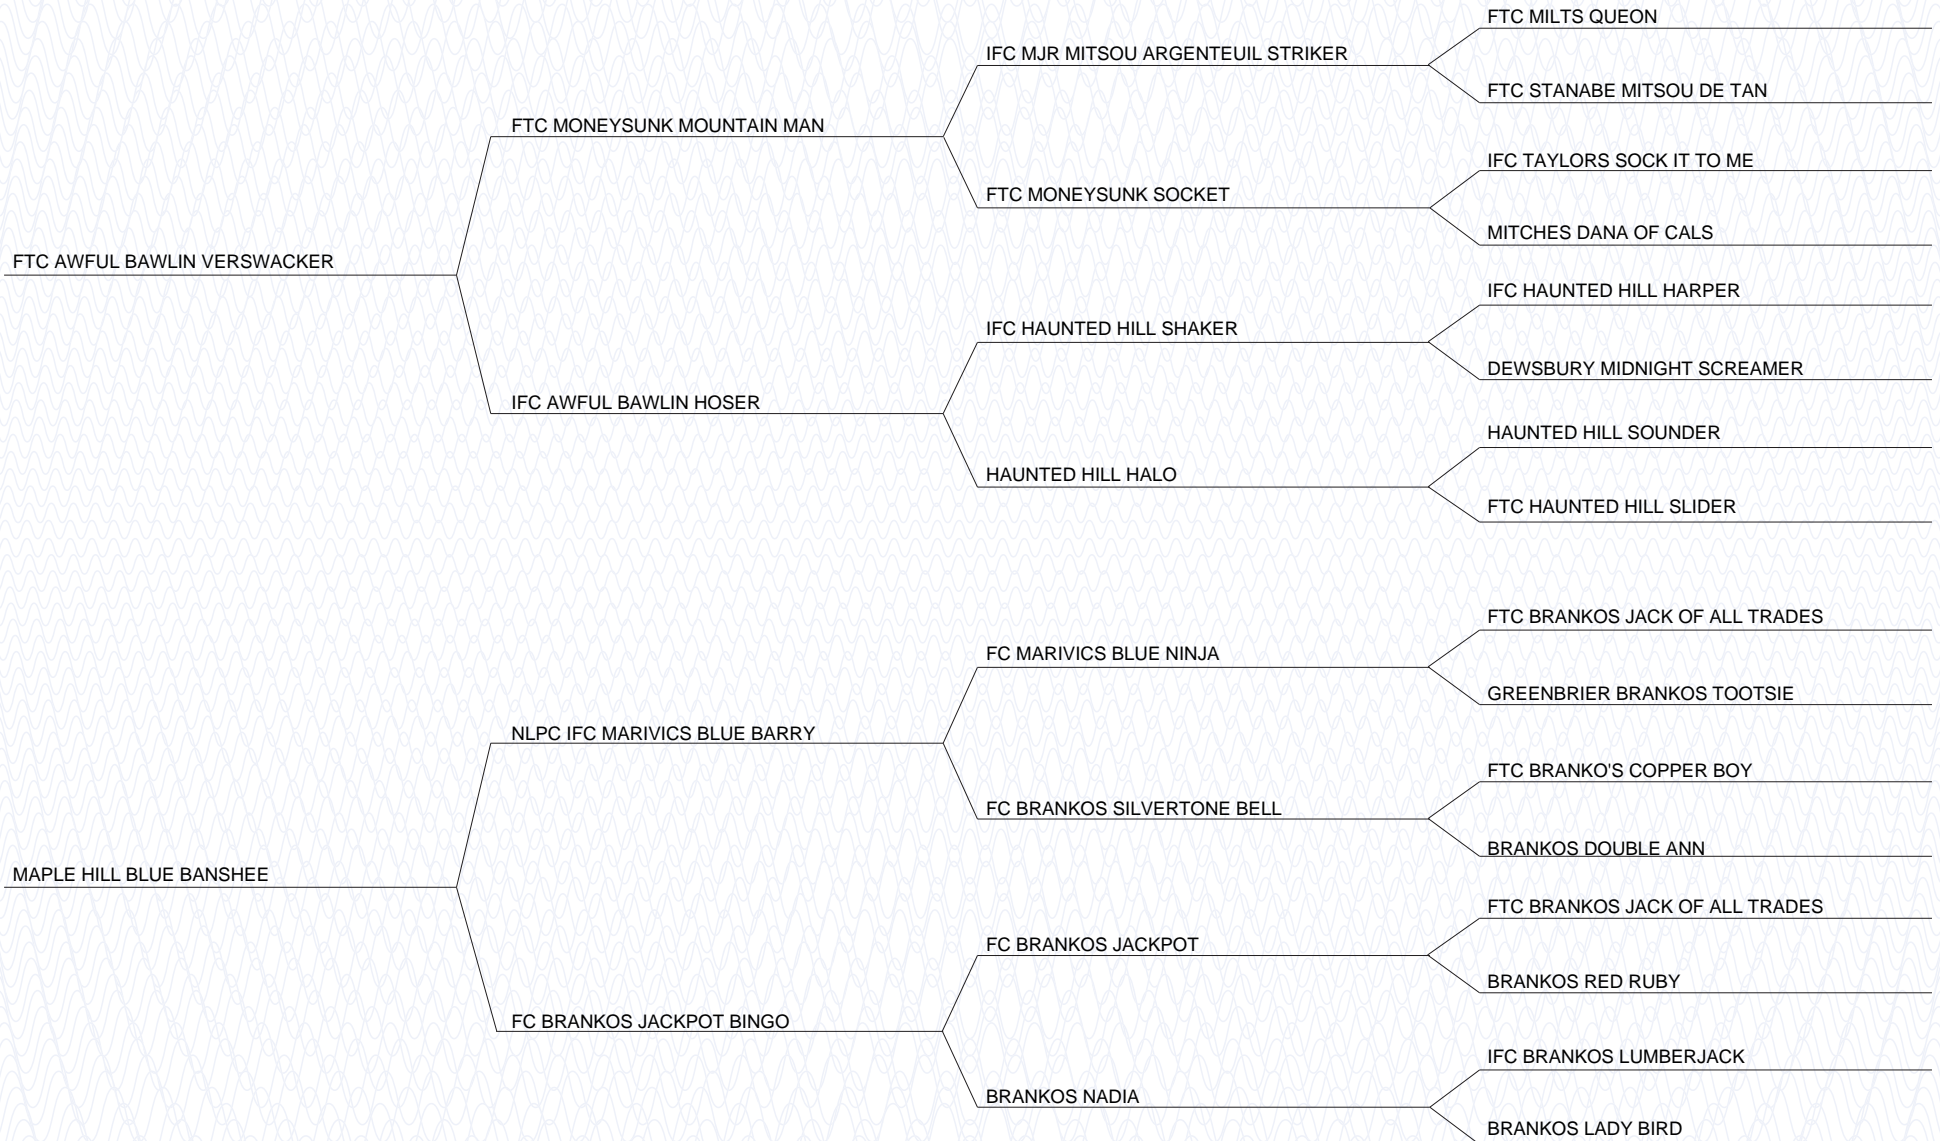 FTC MILTS QUEON
IFC MJR MITSOU ARGENTEUIL STRIKER
FTC STANABE MITSOU DE TAN
FTC MONEYSUNK MOUNTAIN MAN
IFC TAYLORS SOCK IT TO ME
FTC MONEYSUNK SOCKET
MITCHES DANA OF CALS
FTC AWFUL BAWLIN VERSWACKER
IFC HAUNTED HILL HARPER
IFC HAUNTED HILL SHAKER
DEWSBURY MIDNIGHT SCREAMER
IFC AWFUL BAWLIN HOSER
HAUNTED HILL SOUNDER
HAUNTED HILL HALO
FTC HAUNTED HILL SLIDER
FTC BRANKOS JACK OF ALL TRADES
FC MARIVICS BLUE NINJA
GREENBRIER BRANKOS TOOTSIE
NLPC IFC MARIVICS BLUE BARRY
FTC BRANKO'S COPPER BOY
FC BRANKOS SILVERTONE BELL
BRANKOS DOUBLE ANN
MAPLE HILL BLUE BANSHEE
FTC BRANKOS JACK OF ALL TRADES
FC BRANKOS JACKPOT
BRANKOS RED RUBY
FC BRANKOS JACKPOT BINGO
IFC BRANKOS LUMBERJACK
BRANKOS NADIA
BRANKOS LADY BIRD